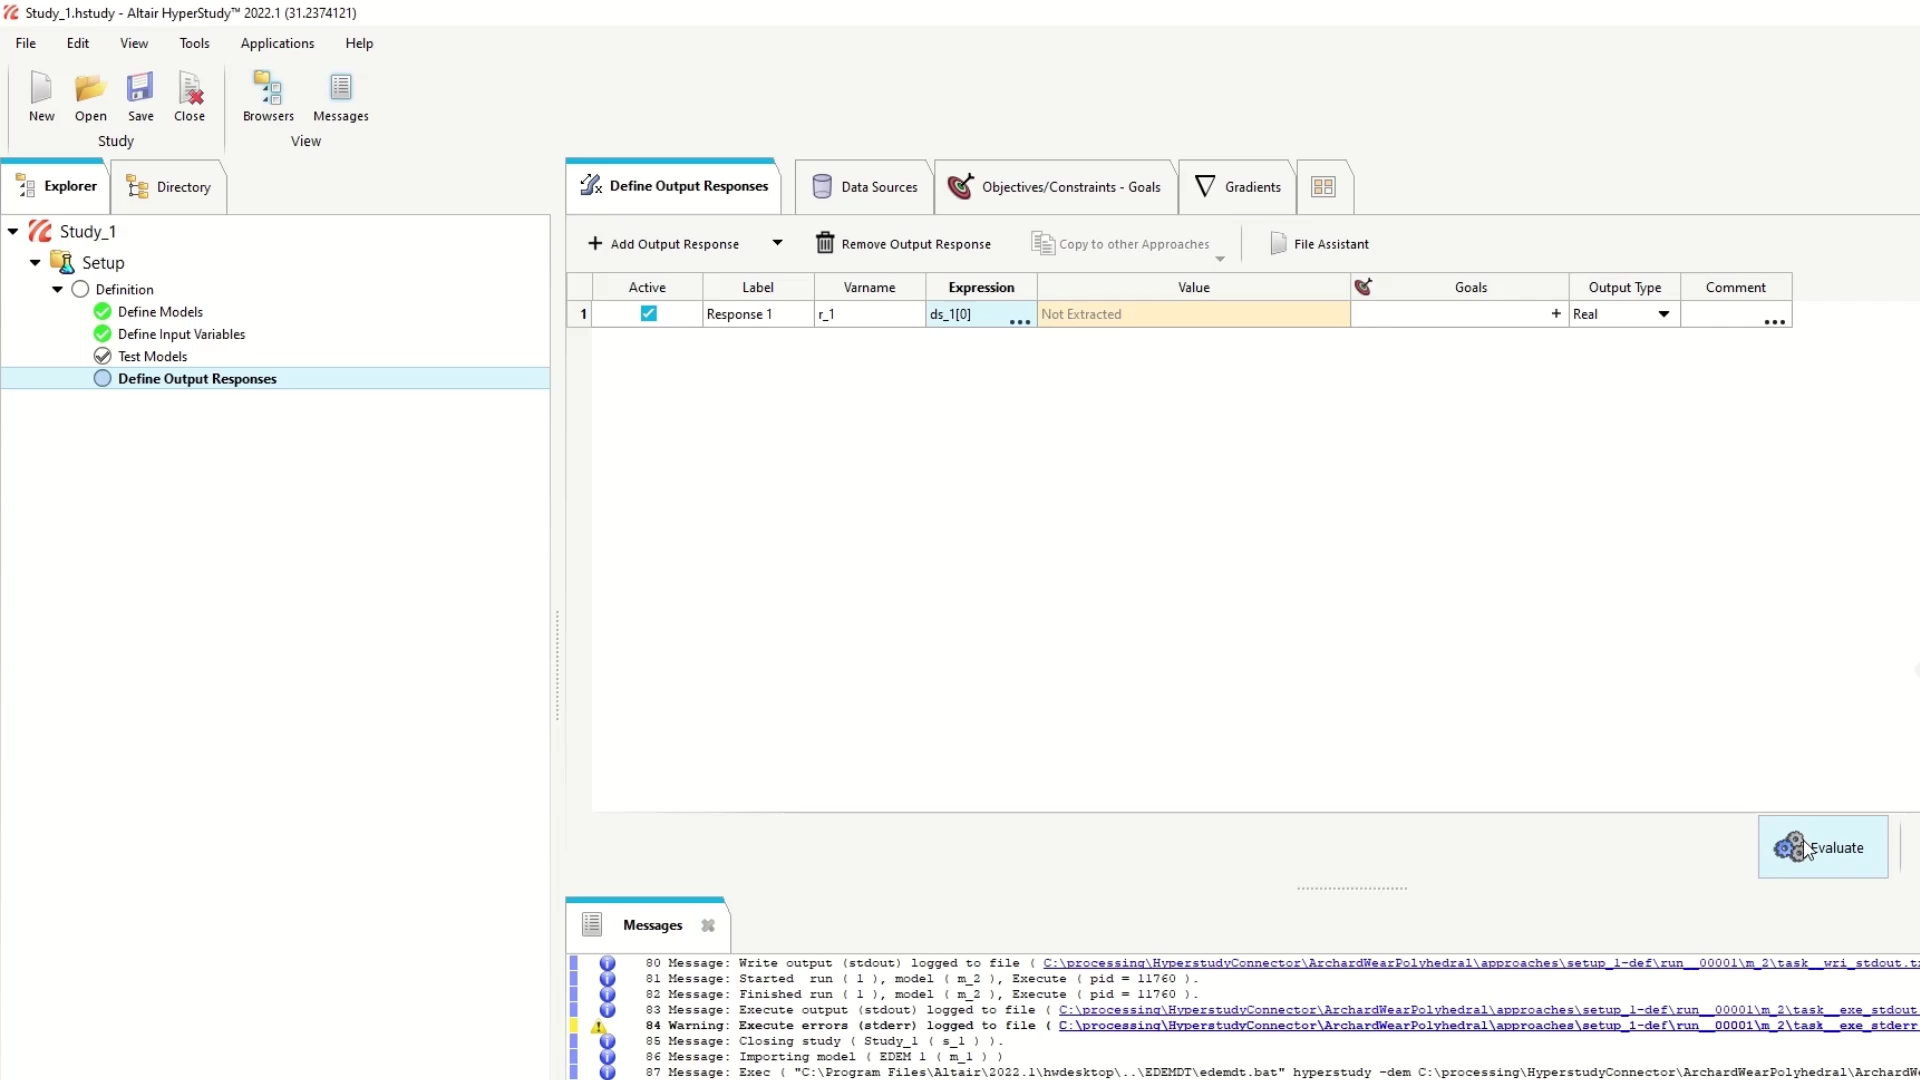 Study_1.hstudy - Altair HyperStudy™ 2022.1 (31.2374121)
File Edit View Tools Applications Help
New Open Save Close Browsers Messages
Study View
Explorer Directory Define Output Responses Data Sources Objectives/Constraints - Goals Gradients
Study_1
Setup
Definition
Define Models
Define Input Variables
Test Models
Define Output Responses
+ Add Output Response Remove Output Response Copy to other Approaches File Assistant
Active Label Varname Expression Value Goals Output Type Comment
1 Response 1 r_1 ds_1[0] ... Not Extracted + Real ...
Evaluate
Messages
80 Message: Write output (stdout) logged to file ( C:\processing\HyperstudyConnector\ArchardWearPolyhedral\approaches\setup_1-def\run__00001\m_2\task__wri_stdout.t
81 Message: Started run ( 1 ), model ( m_2 ), Execute ( pid = 11760 ).
82 Message: Finished run ( 1 ), model ( m_2 ), Execute ( pid = 11760 ).
83 Message: Execute output (stdout) logged to file ( C:\processing\HyperstudyConnector\ArchardWearPolyhedral\approaches\setup_1-def\run__00001\m_2\task__exe_stdout
84 Warning: Execute errors (stderr) logged to file ( C:\processing\HyperstudyConnector\ArchardWearPolyhedral\approaches\setup_1-def\run__00001\m_2\task__exe_stderr
85 Message: Closing study ( Study_1 ( s_1 ) ).
86 Message: Importing model ( EDEM 1 ( m_1 ) )
87 Message: Exec ( "C:\Program Files\Altair\2022.1\hwdesktop\..\EDEMDT\edemdt.bat" hyperstudy -dem C:\processing\HyperstudyConnector\ArchardWearPolyhedral\ArchardW